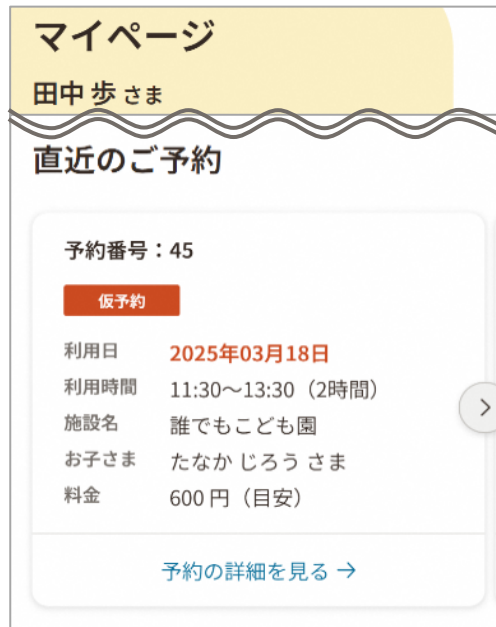 マイページ
田中 歩 さま
直近のご予約
予約番号：45
仮予約
利用日 2025年03月18日
利用時間 11:30～13:30（2時間）
施設名 誰でもこども園
お子さま たなか じろう さま
料金 600 円（目安）
予約の詳細を見る →